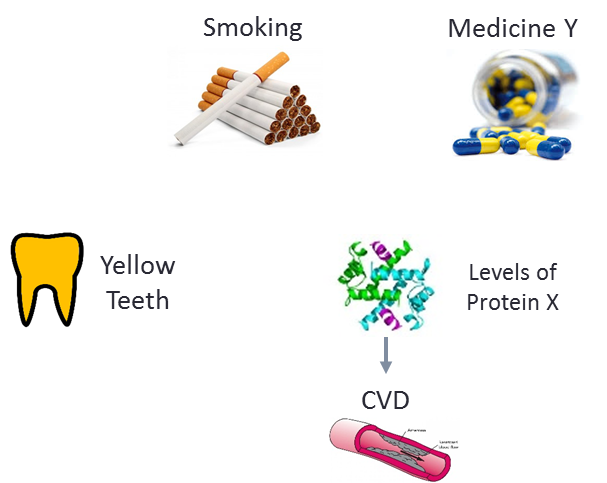 Smoking
Medicine Y
Yellow
Teeth
Levels of
Protein X
CVD